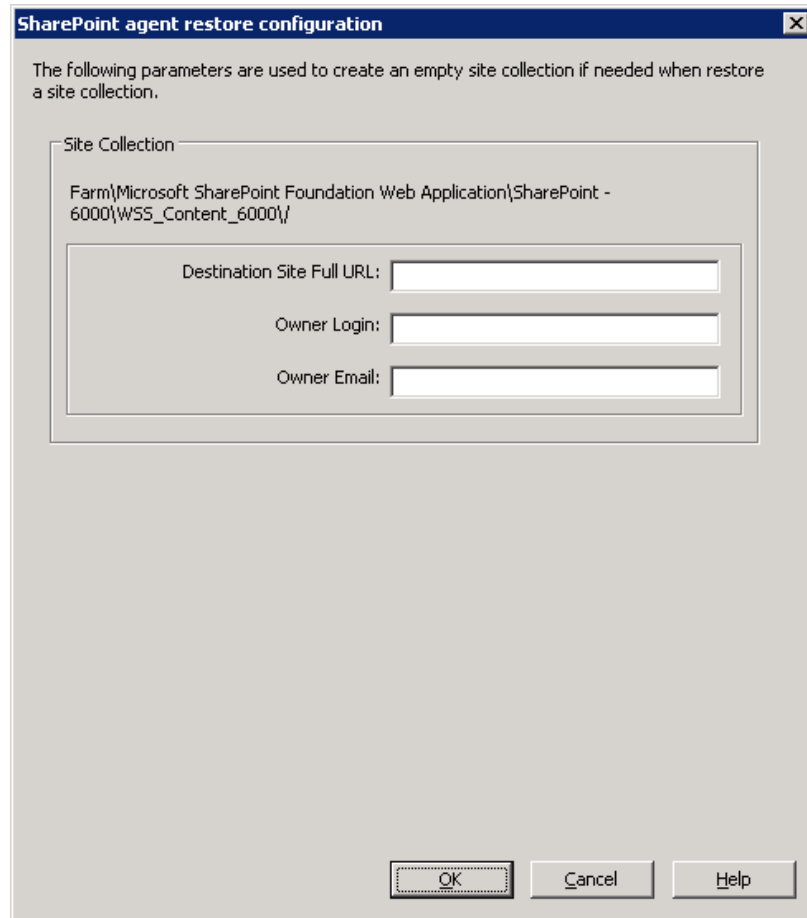 SharePoint agent restore configuration
The following parameters are used to create an empty site collection if needed when restore
a site collection.
Site Collection
Farm\Microsoft SharePoint Foundation Web Application\SharePoint -
6000\WSS_Content_6000\/
Destination Site Full URL:
Owner Login:
Owner Email:
OK Cancel Help